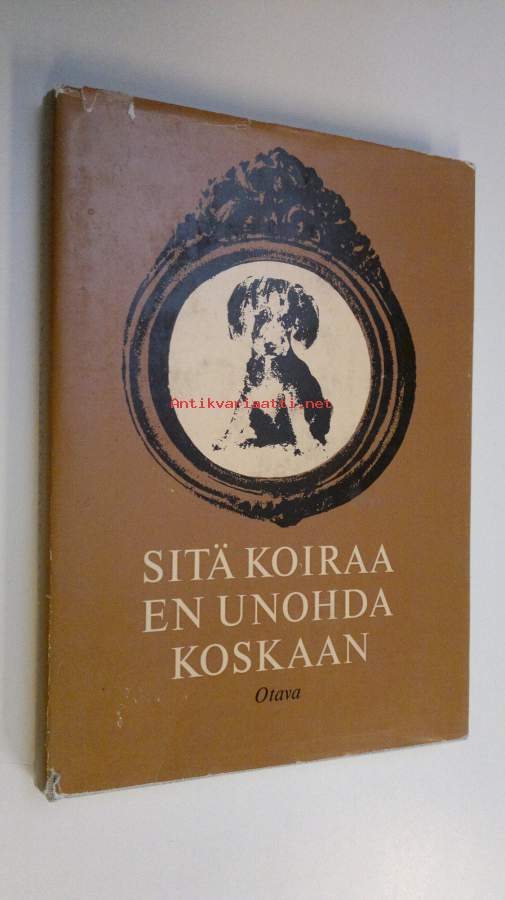 Antikvariaatti.net
SITÄ KOIRAA
EN UNOHDA
KOSKAAN
Otava